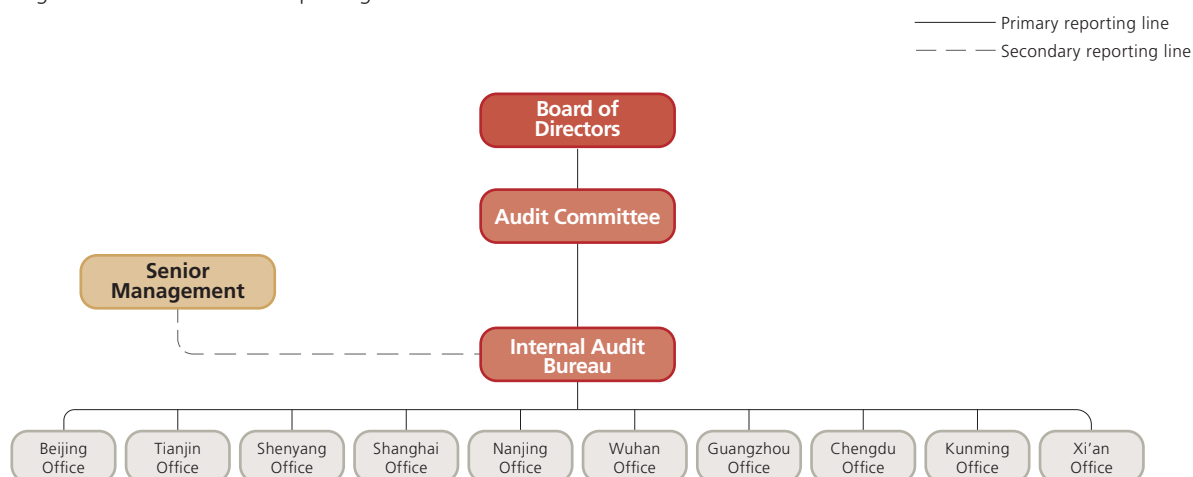 Primary reporting line
Secondary reporting line
Board of
Directors
Audit Committee
Senior
Management
Internal Audit
Bureau
Beijing
Office
Tianjin
Office
Shenyang
Office
Shanghai
Office
Nanjing
Office
Wuhan
Office
Guangzhou
Office
Chengdu
Office
Kunming
Office
Xi’an
Office